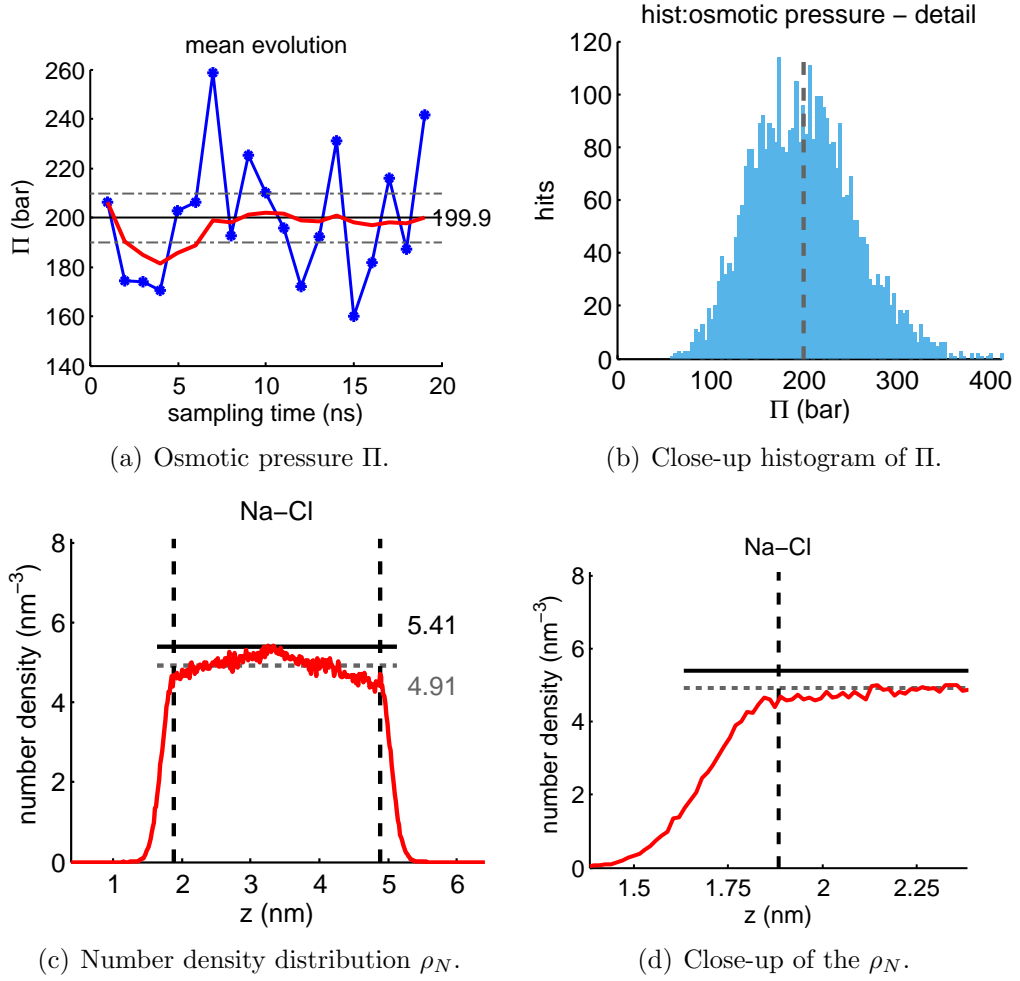 mean evolution
260
240
220
200
180
160
140
Π (bar)
199.9
0
5
10
15
20
sampling time (ns)
(a) Osmotic pressure Π.
hist:osmotic pressure − detail
120
100
80
60
40
20
0
hits
0
100
200
300
400
Π (bar)
(b) Close-up histogram of Π.
Na−Cl
8
6
4
2
0
number density (nm⁻³)
5.41
4.91
1
2
3
4
5
6
z (nm)
(c) Number density distribution ρ_N.
Na−Cl
8
6
4
2
0
number density (nm⁻³)
1.5
1.75
2
2.25
z (nm)
(d) Close-up of the ρ_N.